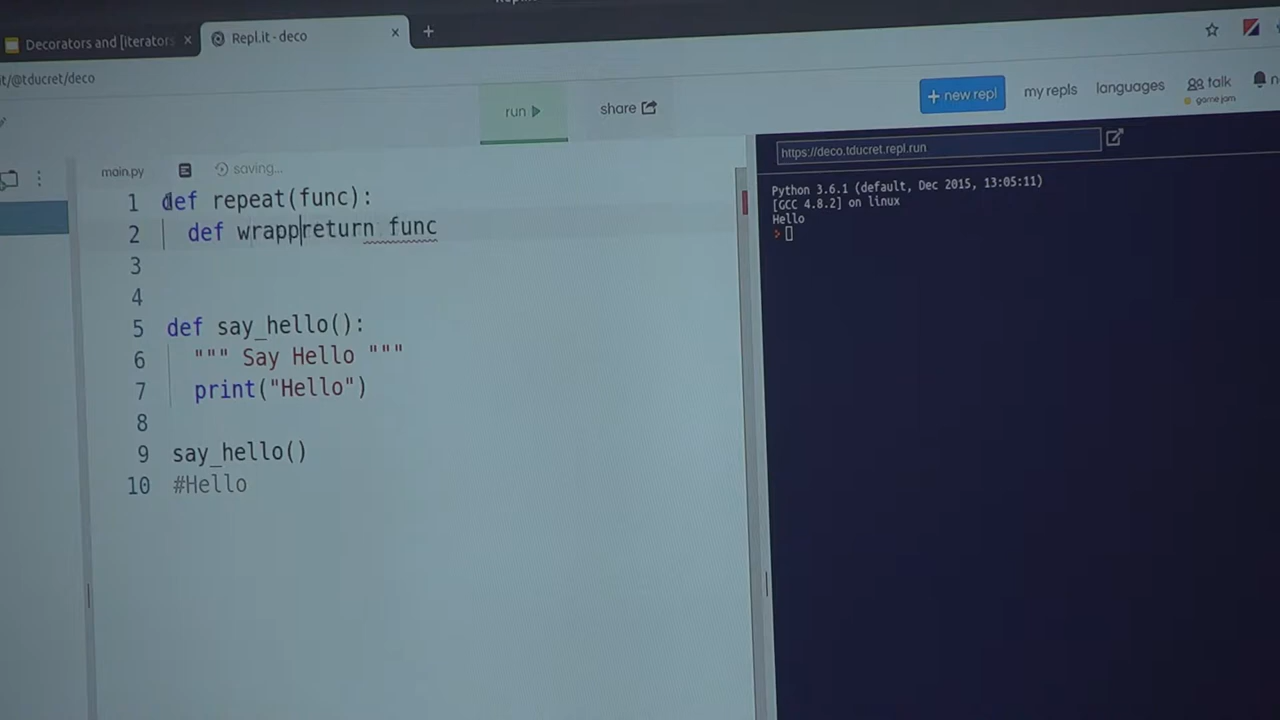 Decorators and [iterators
Repl.it - deco
it/@tducret/deco
run
share
+ new repl
my repls
languages
talk
game jam
main.py
saving...
https://deco.tducret.repl.run
1 def repeat(func):
2 def wrappreturn func
3
4
5 def say_hello():
6 """ Say Hello """
7 print("Hello")
8
9 say_hello()
10 #Hello
Python 3.6.1 (default, Dec 2015, 13:05:11)
[GCC 4.8.2] on linux
Hello
>